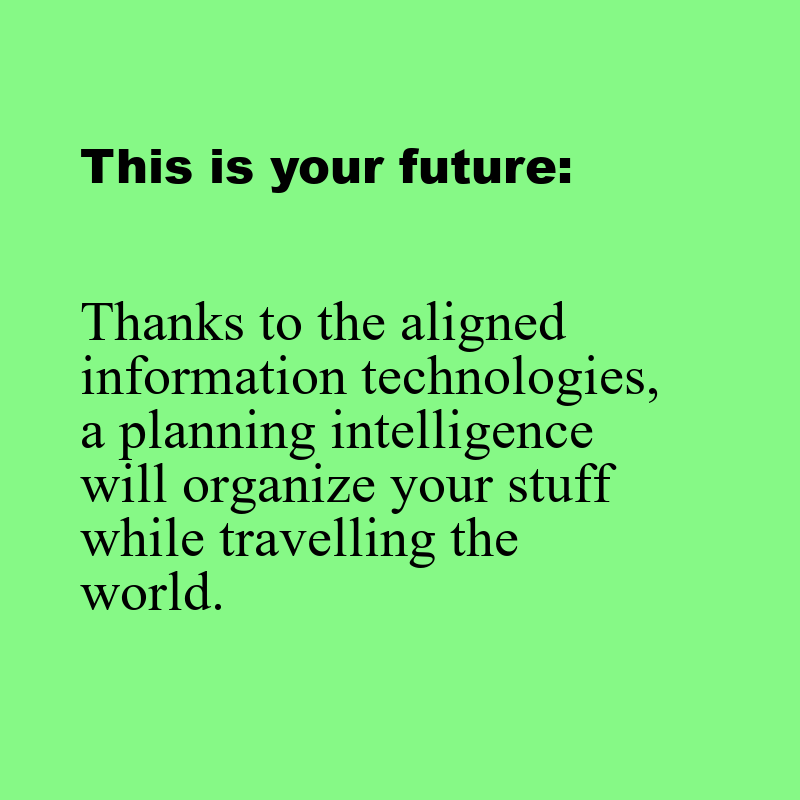 This is your future:
Thanks to the aligned
information technologies,
a planning intelligence
will organize your stuff
while travelling the
world.